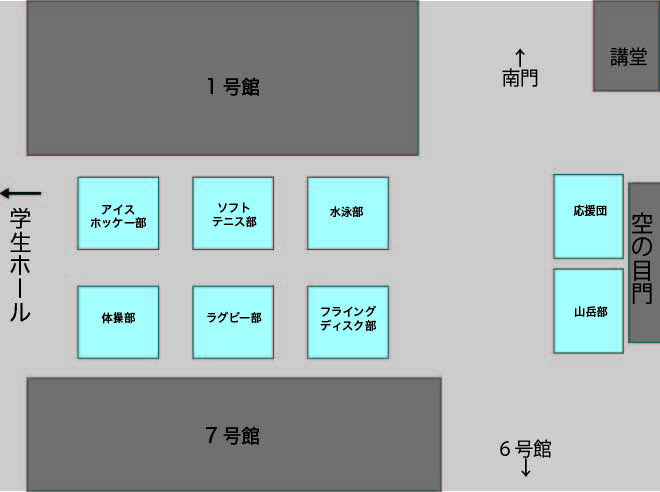 1号館
↑
南門
講堂
←
学生ホール
アイス
ホッケー部
ソフト
テニス部
水泳部
応援団
空の目門
体操部
ラグビー部
フライング
ディスク部
山岳部
7号館
6号館
↓